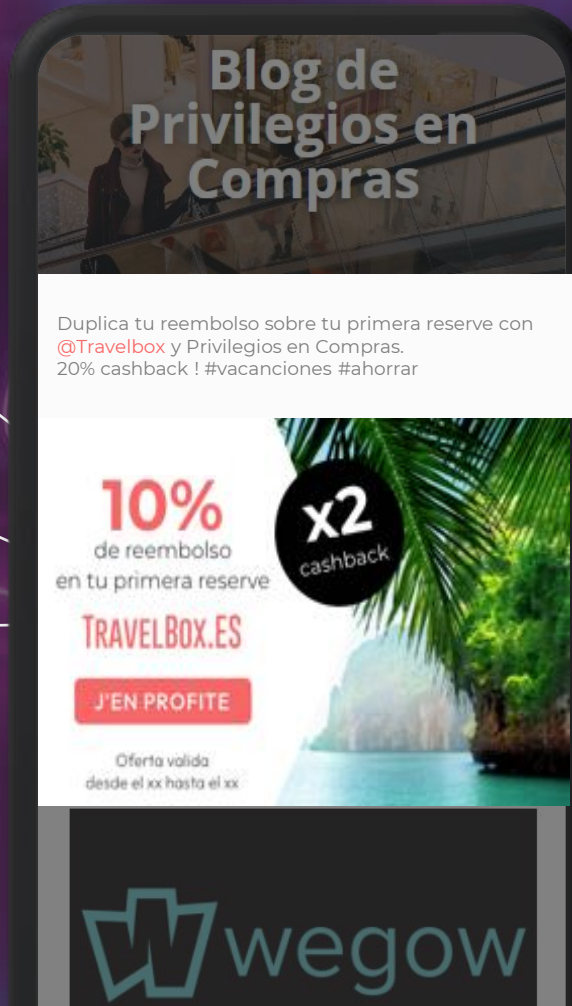 Blog de
Privilegios en
Compras
Duplica tu reembolso sobre tu primera reserve con
@Travelbox y Privilegios en Compras.
20% cashback ! #vacanciones #ahorrar
10%
de reembolso
en tu primera reserve
x2
cashback
TRAVELBOX.ES
J'EN PROFITE
Oferta valida
desde el xx hasta el xx
wegow